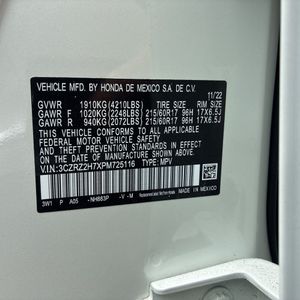 VEHICLE MFD. BY HONDA DE MEXICO S.A. DE C.V.
11/22
GVWR 1910KG (4210LBS) TIRE SIZE RIM SIZE
GAWR F 1020KG (2248LBS) 215/60R17 96H 17X6.5J
GAWR R 940KG (2072LBS) 215/60R17 96H 17X6.5J
THIS VEHICLE CONFORMS TO ALL APPLICABLE
FEDERAL MOTOR VEHICLE SAFETY STANDARDS
IN EFFECT ON THE DATE OF MANUFACTURE
SHOWN ABOVE.
V.I.N: 3CZRZ2H7XPM725116 TYPE: MPV
3W1 P A05 -NH883P -V -M
MADE IN MEXICO